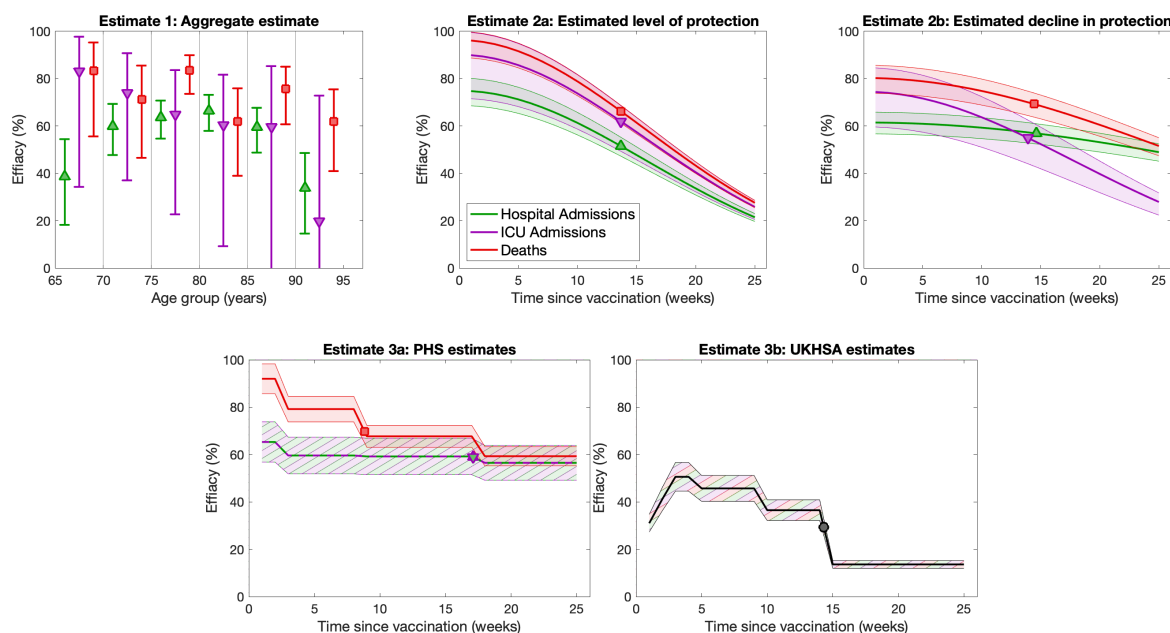 Estimate 1: Aggregate estimate
100
80
60
40
20
0
Effiacy (%)
65 70 75 80 85 90 95
Age group (years)
Estimate 2a: Estimated level of protection
100
80
60
40
20
0
Effiacy (%)
Hospital Admissions
ICU Admissions
Deaths
0 5 10 15 20 25
Time since vaccination (weeks)
Estimate 2b: Estimated decline in protection
100
80
60
40
20
0
Effiacy (%)
0 5 10 15 20 25
Time since vaccination (weeks)
Estimate 3a: PHS estimates
100
80
60
40
20
0
Effiacy (%)
0 5 10 15 20 25
Time since vaccination (weeks)
Estimate 3b: UKHSA estimates
100
80
60
40
20
0
Effiacy (%)
0 5 10 15 20 25
Time since vaccination (weeks)